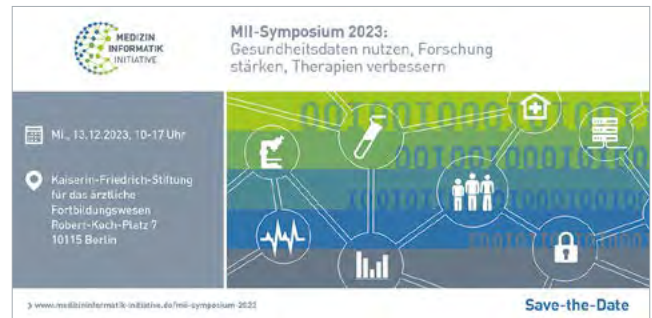 MEDIZIN
INFORMATIK
INITIATIVE
MII-Symposium 2023:
Gesundheitsdaten nutzen, Forschung
stärken, Therapien verbessern
Mi., 13.12.2023, 10-17 Uhr
Kaiserin-Friedrich-Stiftung
für das ärztliche
Fortbildungswesen
Robert-Koch-Platz 7
10115 Berlin
> www.medizininformatik-initiative.de/mii-symposium-2023
Save-the-Date